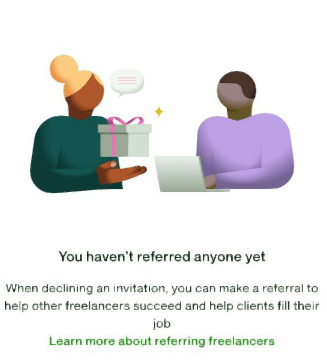 You haven't referred anyone yet
When declining an invitation, you can make a referral to
help other freelancers succeed and help clients fill their
job
Learn more about referring freelancers